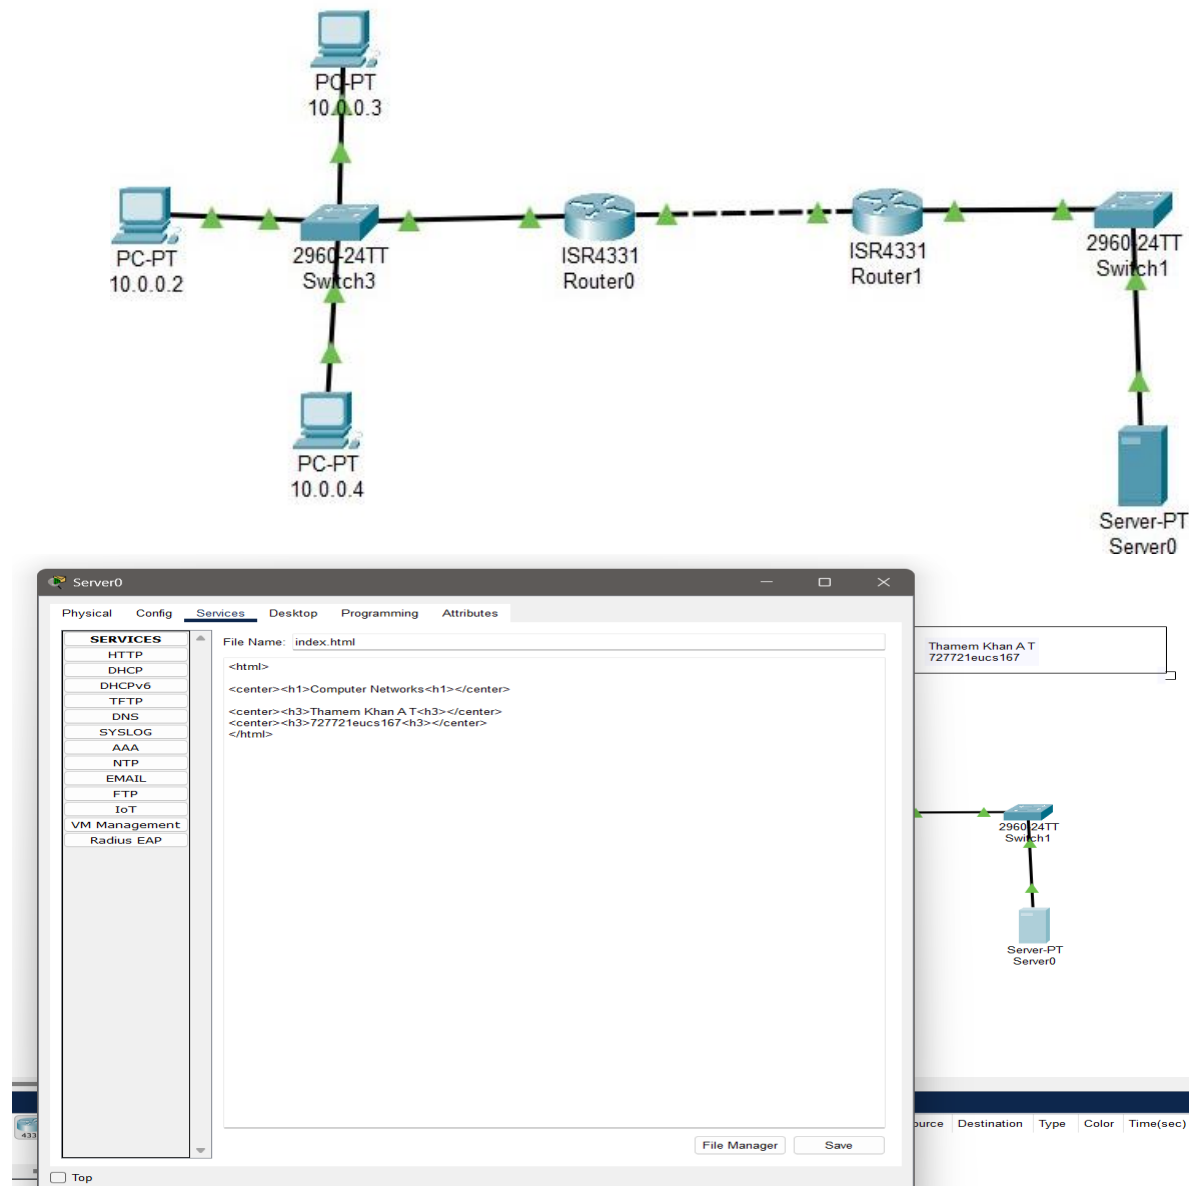 PC-PT
10.0.0.3
PC-PT
10.0.0.2
2960-24TT
Switch3
ISR4331
Router0
ISR4331
Router1
2960-24TT
Switch1
PC-PT
10.0.0.4
Server-PT
Server0
Server0
Physical Config Services Desktop Programming Attributes
SERVICES
HTTP
DHCP
DHCPv6
TFTP
DNS
SYSLOG
AAA
NTP
EMAIL
FTP
IoT
VM Management
Radius EAP
File Name: index.html
<html>
<center><h1>Computer Networks<h1></center>
<center><h3>Thamem Khan A T<h3></center>
<center><h3>727721eucs167<h3></center>
</html>
File Manager Save
Top
Thamem Khan A T
727721eucs167
2960-24TT
Switch1
Server-PT
Server0
Destination Type Color Time(sec)